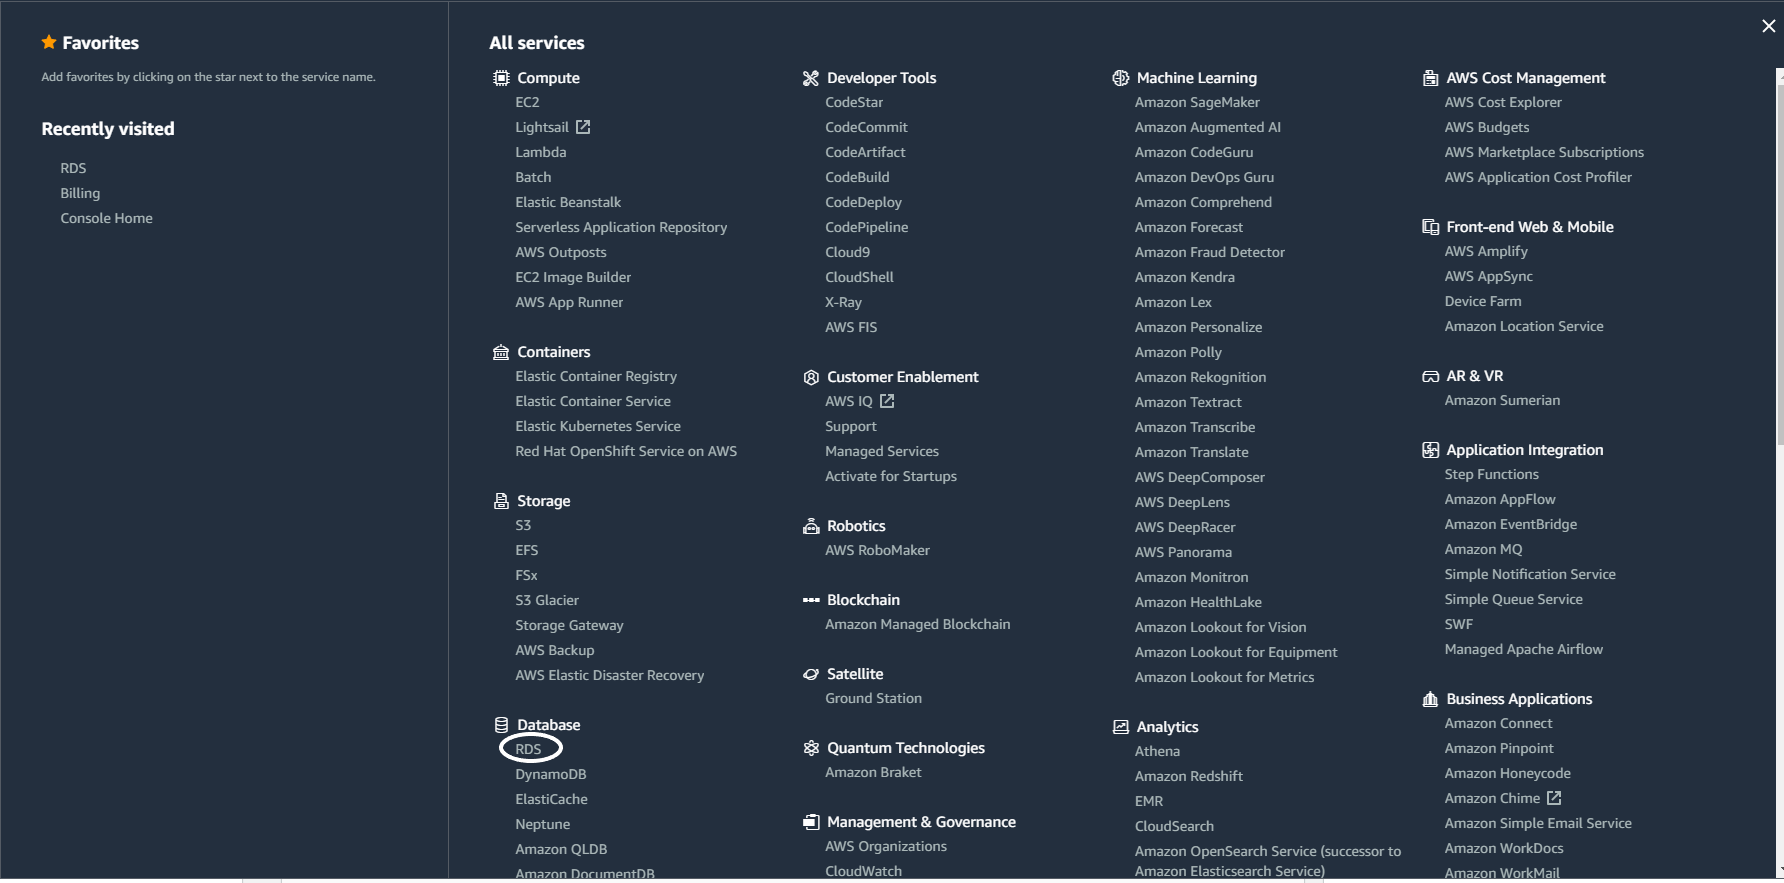 Favorites
Add favorites by clicking on the star next to the service name.
Recently visited
RDS
Billing
Console Home
All services
Compute
EC2
Lightsail
Lambda
Batch
Elastic Beanstalk
Serverless Application Repository
AWS Outposts
EC2 Image Builder
AWS App Runner
Containers
Elastic Container Registry
Elastic Container Service
Elastic Kubernetes Service
Red Hat OpenShift Service on AWS
Storage
S3
EFS
FSx
S3 Glacier
Storage Gateway
AWS Backup
AWS Elastic Disaster Recovery
Database
RDS
DynamoDB
ElastiCache
Neptune
Amazon QLDB
Amazon DocumentDB
Developer Tools
CodeStar
CodeCommit
CodeArtifact
CodeBuild
CodeDeploy
CodePipeline
Cloud9
CloudShell
X-Ray
AWS FIS
Customer Enablement
AWS IQ
Support
Managed Services
Activate for Startups
Robotics
AWS RoboMaker
Blockchain
Amazon Managed Blockchain
Satellite
Ground Station
Quantum Technologies
Amazon Braket
Management & Governance
AWS Organizations
CloudWatch
Machine Learning
Amazon SageMaker
Amazon Augmented AI
Amazon CodeGuru
Amazon DevOps Guru
Amazon Comprehend
Amazon Forecast
Amazon Fraud Detector
Amazon Kendra
Amazon Lex
Amazon Personalize
Amazon Polly
Amazon Rekognition
Amazon Textract
Amazon Transcribe
Amazon Translate
AWS DeepComposer
AWS DeepLens
AWS DeepRacer
AWS Panorama
Amazon Monitron
Amazon HealthLake
Amazon Lookout for Vision
Amazon Lookout for Equipment
Amazon Lookout for Metrics
Analytics
Athena
Amazon Redshift
EMR
CloudSearch
Amazon OpenSearch Service (successor to
Amazon Elasticsearch Service)
AWS Cost Management
AWS Cost Explorer
AWS Budgets
AWS Marketplace Subscriptions
AWS Application Cost Profiler
Front-end Web & Mobile
AWS Amplify
AWS AppSync
Device Farm
Amazon Location Service
AR & VR
Amazon Sumerian
Application Integration
Step Functions
Amazon AppFlow
Amazon EventBridge
Amazon MQ
Simple Notification Service
Simple Queue Service
SWF
Managed Apache Airflow
Business Applications
Amazon Connect
Amazon Pinpoint
Amazon Honeycode
Amazon Chime
Amazon Simple Email Service
Amazon WorkDocs
Amazon WorkMail